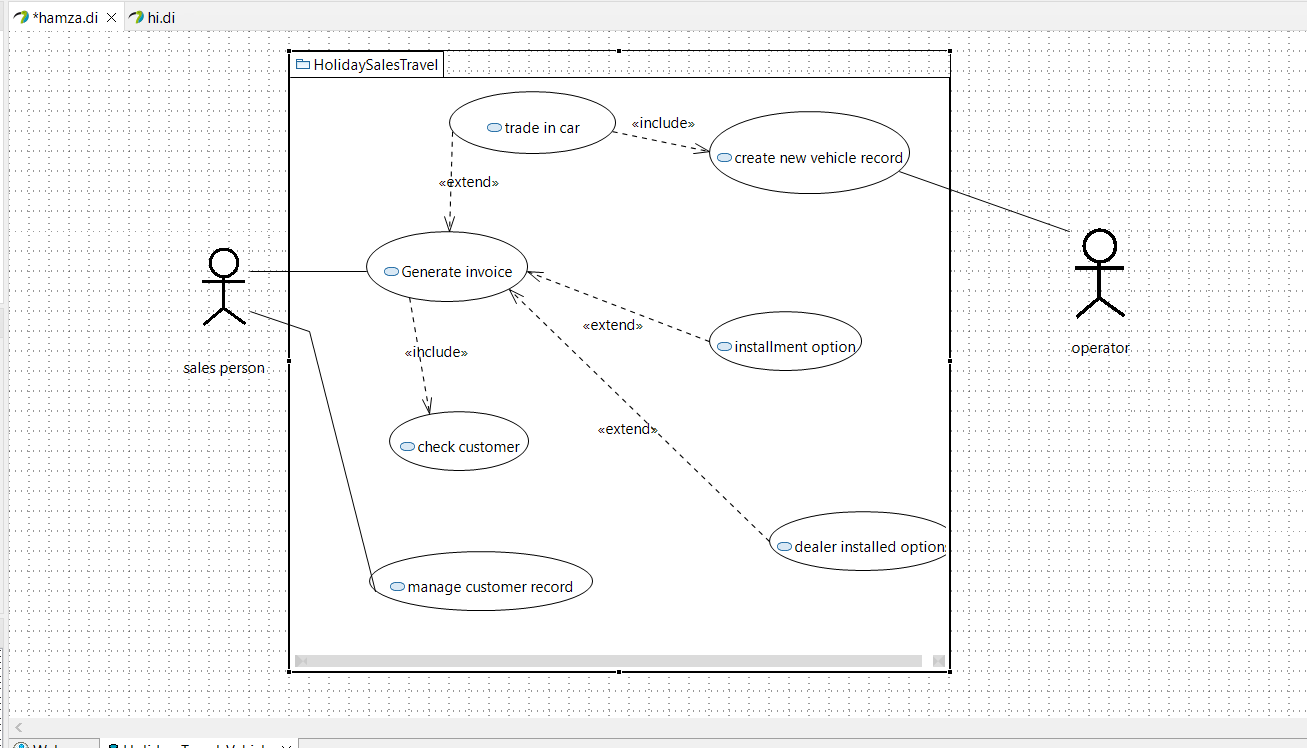 *hamza.di
hi.di
HolidaySalesTravel
trade in car
«include»
create new vehicle record
«extend»
Generate invoice
«extend»
installment option
operator
«include»
sales person
«extend»
check customer
dealer installed option
manage customer record